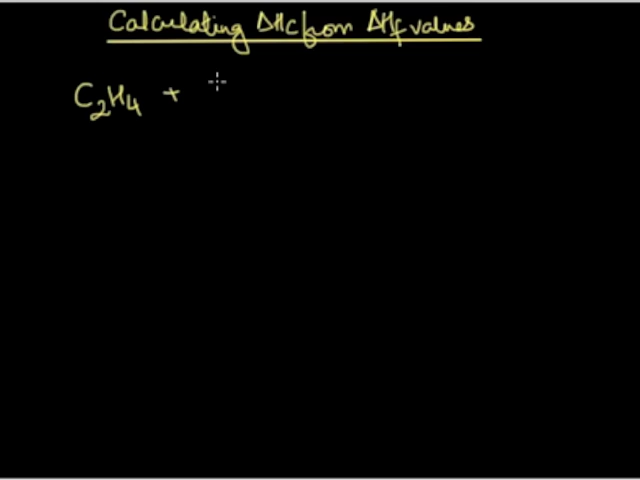 Calculating ΔHc from ΔHf values
C₂H₄ +